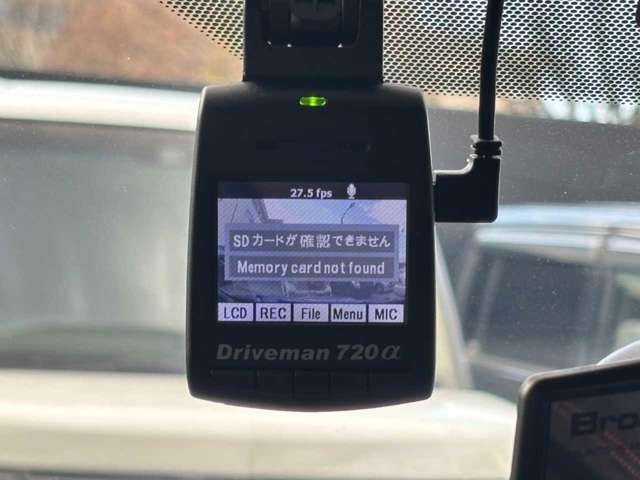 27.5 fps
SDカードが確認できません
Memory card not found
LCD REC File Menu MIC
Driveman 720α
Bro